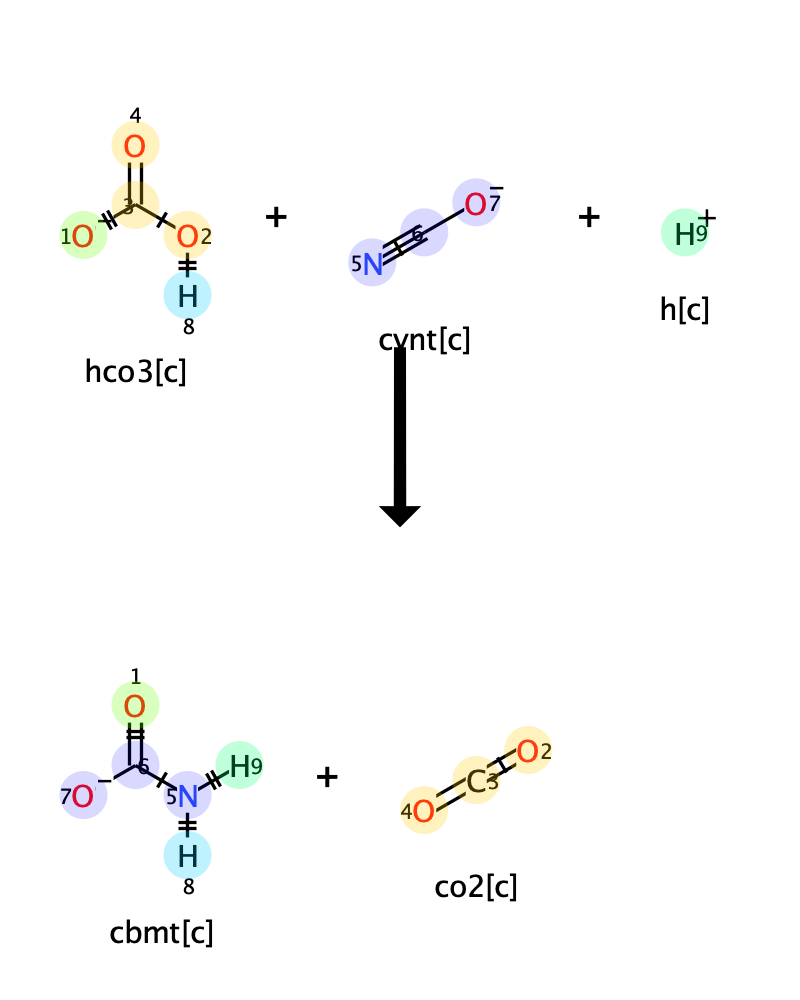 4
O
3
1O⁻
O2
H
8
hco3[c]
+
O7⁻
6
5N
cynt[c]
+
H9⁺
h[c]
1
O
6
7O⁻
5N
H9
H
8
cbmt[c]
+
O2
C3
4O
co2[c]